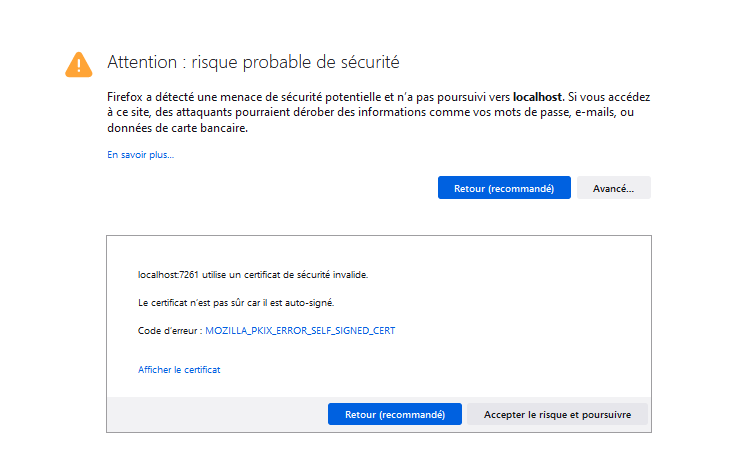 Attention : risque probable de sécurité
Firefox a détecté une menace de sécurité potentielle et n’a pas poursuivi vers localhost. Si vous accédez
à ce site, des attaquants pourraient dérober des informations comme vos mots de passe, e-mails, ou
données de carte bancaire.
En savoir plus...
Retour (recommandé) Avancé...
localhost:7261 utilise un certificat de sécurité invalide.
Le certificat n’est pas sûr car il est auto-signé.
Code d’erreur : MOZILLA_PKIX_ERROR_SELF_SIGNED_CERT
Afficher le certificat
Retour (recommandé) Accepter le risque et poursuivre